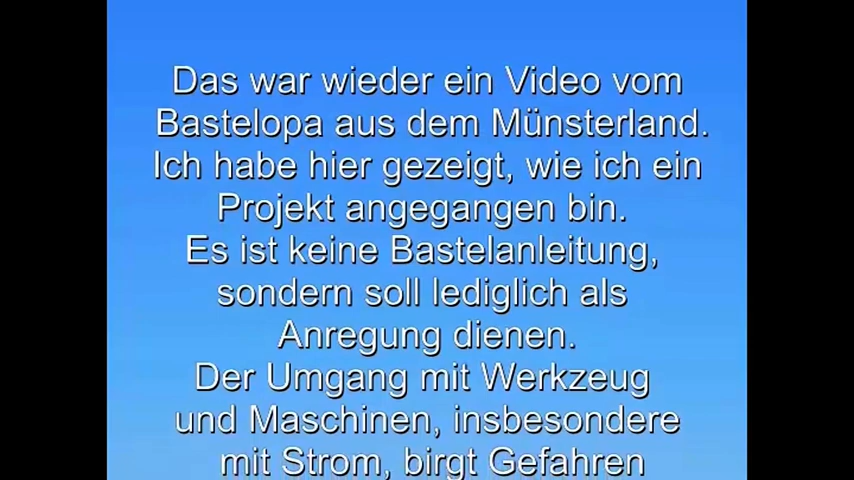 Das war wieder ein Video vom
Bastelopa aus dem Münsterland.
Ich habe hier gezeigt, wie ich ein
Projekt angegangen bin.
Es ist keine Bastelanleitung,
sondern soll lediglich als
Anregung dienen.
Der Umgang mit Werkzeug
und Maschinen, insbesondere
mit Strom, birgt Gefahren